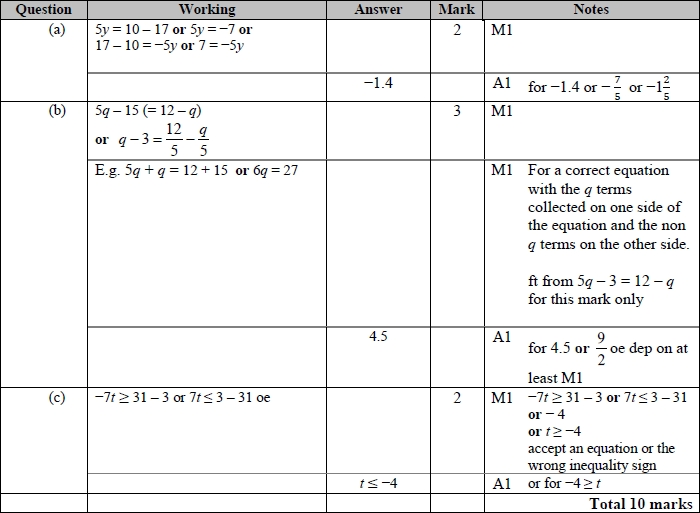 Question Working Answer Mark Notes
(a) 5y = 10 – 17 or 5y = –7 or 2 M1
17 – 10 = –5y or 7 = –5y
–1.4 A1 for –1.4 or –7/5 or –1 2/5
(b) 5q – 15 (= 12 – q) 3 M1
or q – 3 = 12/5 – q/5
E.g. 5q + q = 12 + 15 or 6q = 27 M1 For a correct equation
with the q terms
collected on one side of
the equation and the non
q terms on the other side.
ft from 5q – 3 = 12 – q
for this mark only
4.5 A1 for 4.5 or 9/2 oe dep on at
least M1
(c) –7t ≥ 31 – 3 or 7t ≤ 3 – 31 oe 2 M1 –7t ≥ 31 – 3 or 7t ≤ 3 – 31
or – 4
or t ≥ –4
accept an equation or the
wrong inequality sign
t ≤ –4 A1 or for –4 ≥ t
Total 10 marks